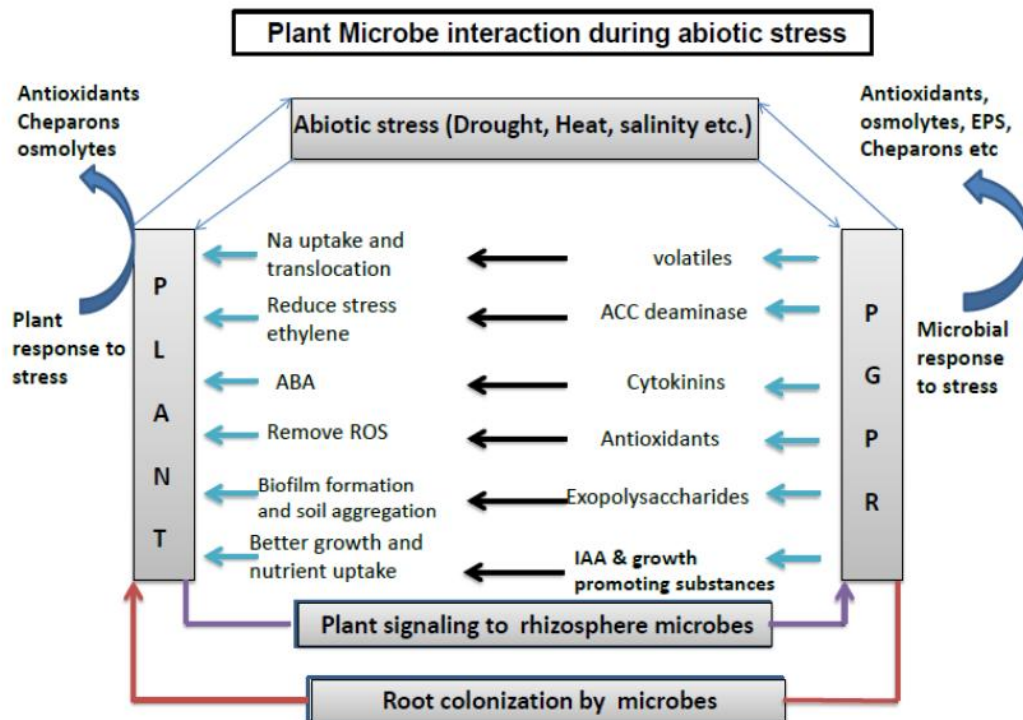 Plant Microbe interaction during abiotic stress
Antioxidants
Cheparons
osmolytes
Abiotic stress (Drought, Heat, salinity etc.)
Antioxidants,
osmolytes, EPS,
Cheparons etc
Plant
response to
stress
P
L
A
N
T
Na uptake and
translocation
Reduce stress
ethylene
ABA
Remove ROS
Biofilm formation
and soil aggregation
Better growth and
nutrient uptake
volatiles
ACC deaminase
Cytokinins
Antioxidants
Exopolysaccharides
IAA & growth
promoting substances
P
G
P
R
Microbial
response
to stress
Plant signaling to rhizosphere microbes
Root colonization by microbes